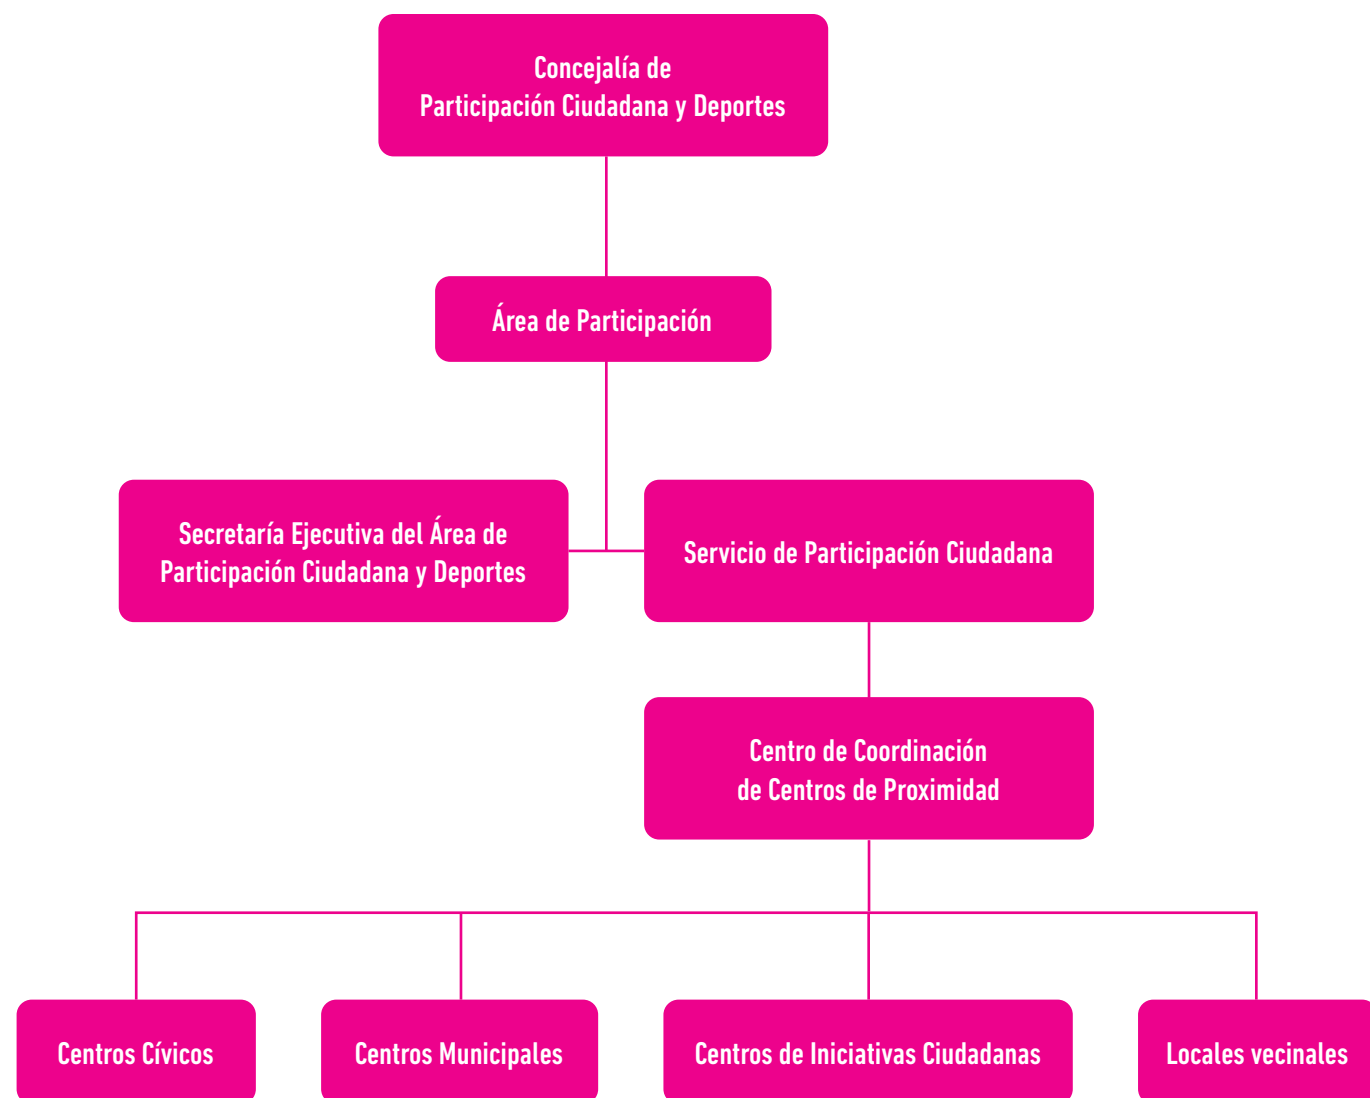 Concejalía de
Participación Ciudadana y Deportes
Área de Participación
Secretaría Ejecutiva del Área de
Participación Ciudadana y Deportes
Servicio de Participación Ciudadana
Centro de Coordinación
de Centros de Proximidad
Centros Cívicos
Centros Municipales
Centros de Iniciativas Ciudadanas
Locales vecinales